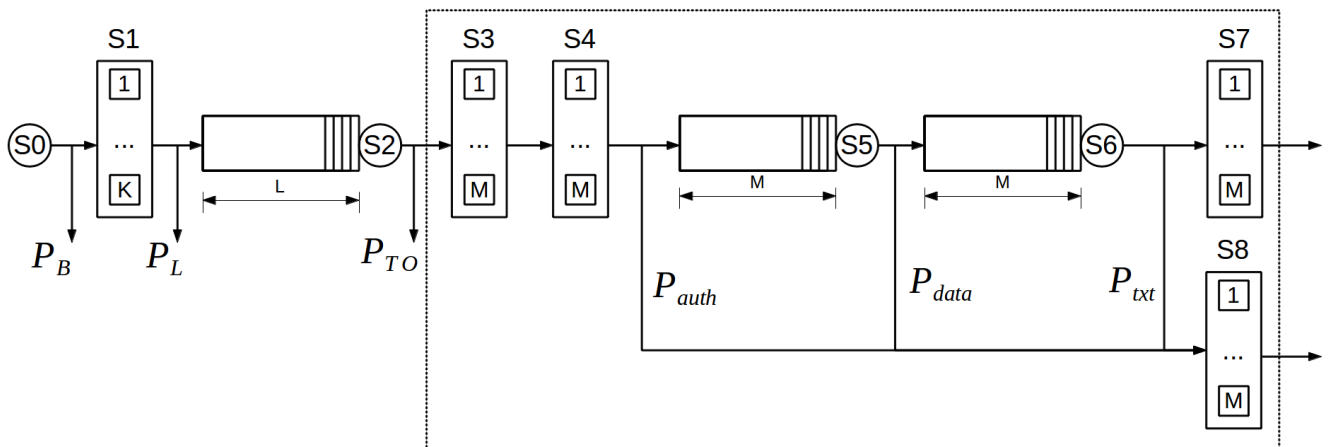 S1
S3
S4
S7
1
1
1
1
S0
...
S2
...
...
S5
S6
...
K
M
M
M
L
M
M
P_B
P_L
P_TO
P_auth
P_data
P_txt
S8
1
...
M